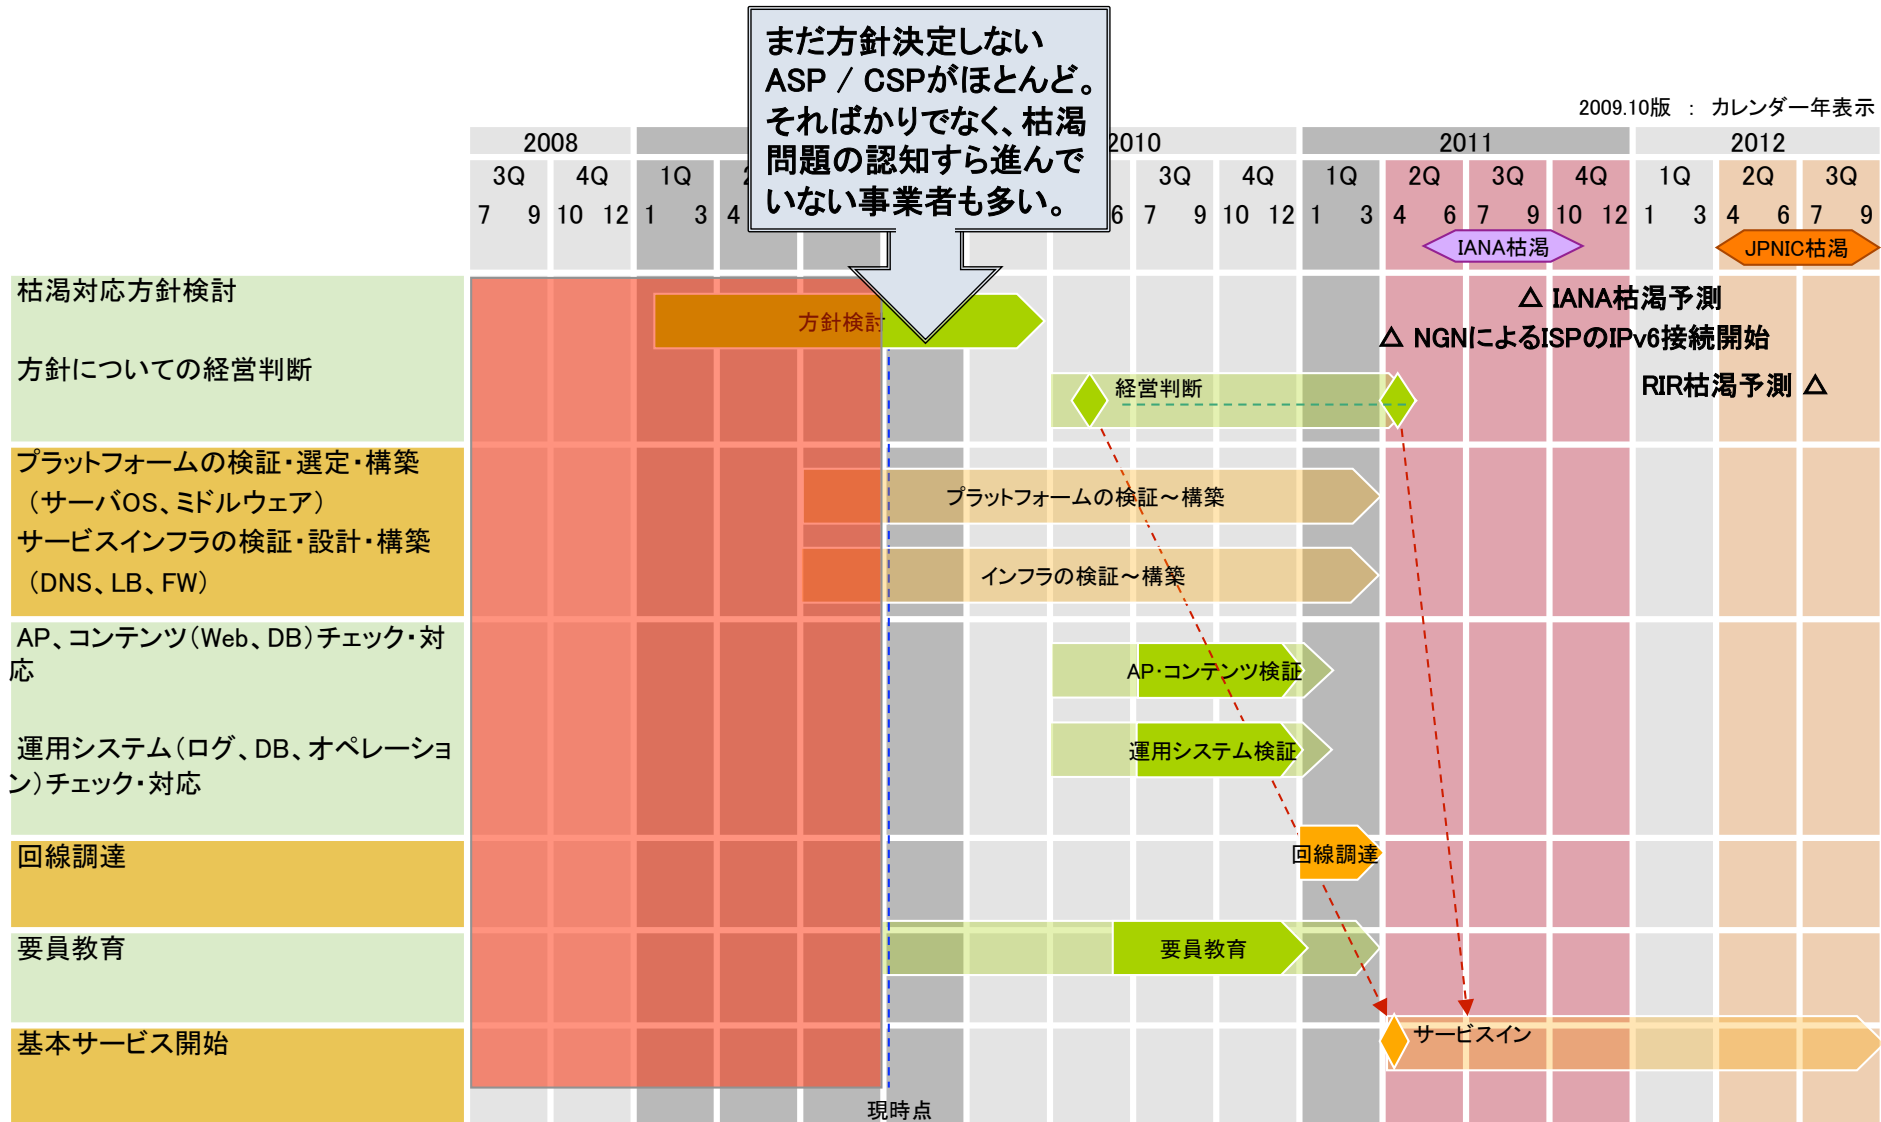 まだ方針決定しない
ASP / CSPがほとんど。
そればかりでなく、枯渇
問題の認知すら進んで
いない事業者も多い。
2009.10版 : カレンダー年表示
2008 2010 2011 2012
3Q 4Q 1Q 3Q 4Q 1Q 2Q 3Q 4Q 1Q 2Q 3Q
7 9 10 12 1 3 4 6 7 9 10 12 1 3 4 6 7 9 10 12 1 3 4 6 7 9
IANA枯渇 JPNIC枯渇
枯渇対応方針検討
方針検討
△ IANA枯渇予測
△ NGNによるISPのIPv6接続開始
方針についての経営判断
経営判断
RIR枯渇予測 △
プラットフォームの検証・選定・構築
(サーバOS、ミドルウェア)
プラットフォームの検証~構築
サービスインフラの検証・設計・構築
(DNS、LB、FW)
インフラの検証~構築
AP、コンテンツ(Web、DB)チェック・対
応
AP・コンテンツ検証
運用システム(ログ、DB、オペレーショ
ン)チェック・対応
運用システム検証
回線調達
回線調達
要員教育
要員教育
基本サービス開始
サービスイン
現時点